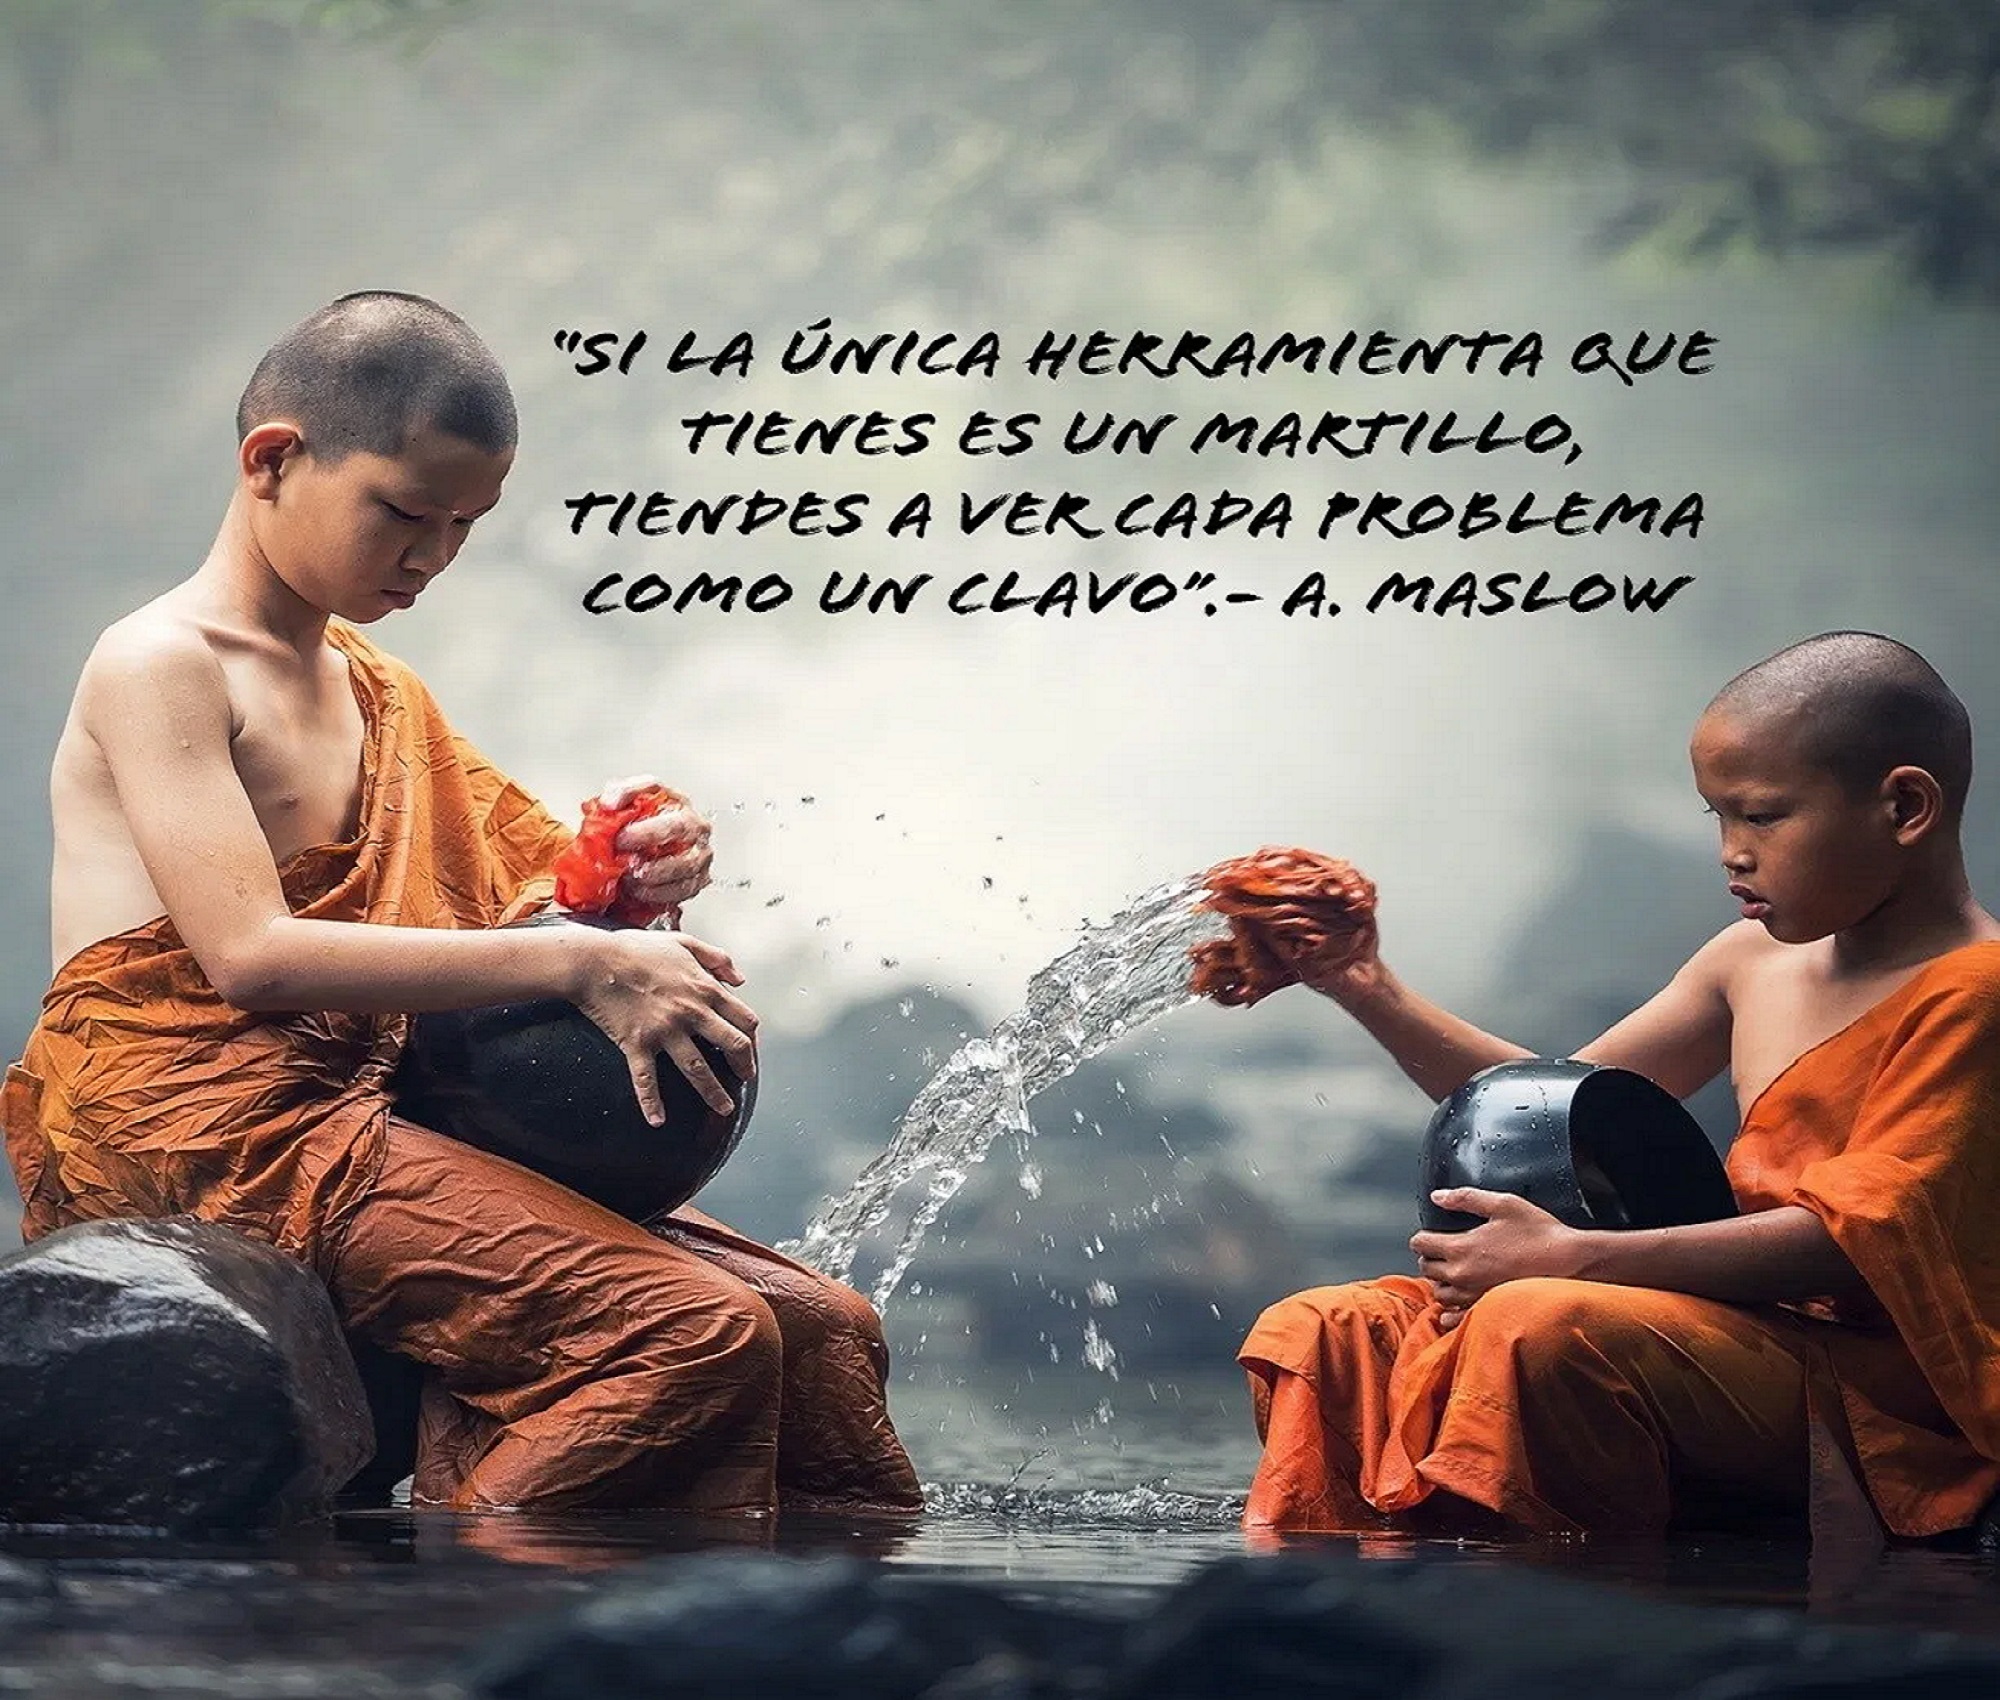 "SI LA ÚNICA HERRAMIENTA QUE
TIENES ES UN MARTILLO,
TIENDES A VER CADA PROBLEMA
COMO UN CLAVO".- A. MASLOW